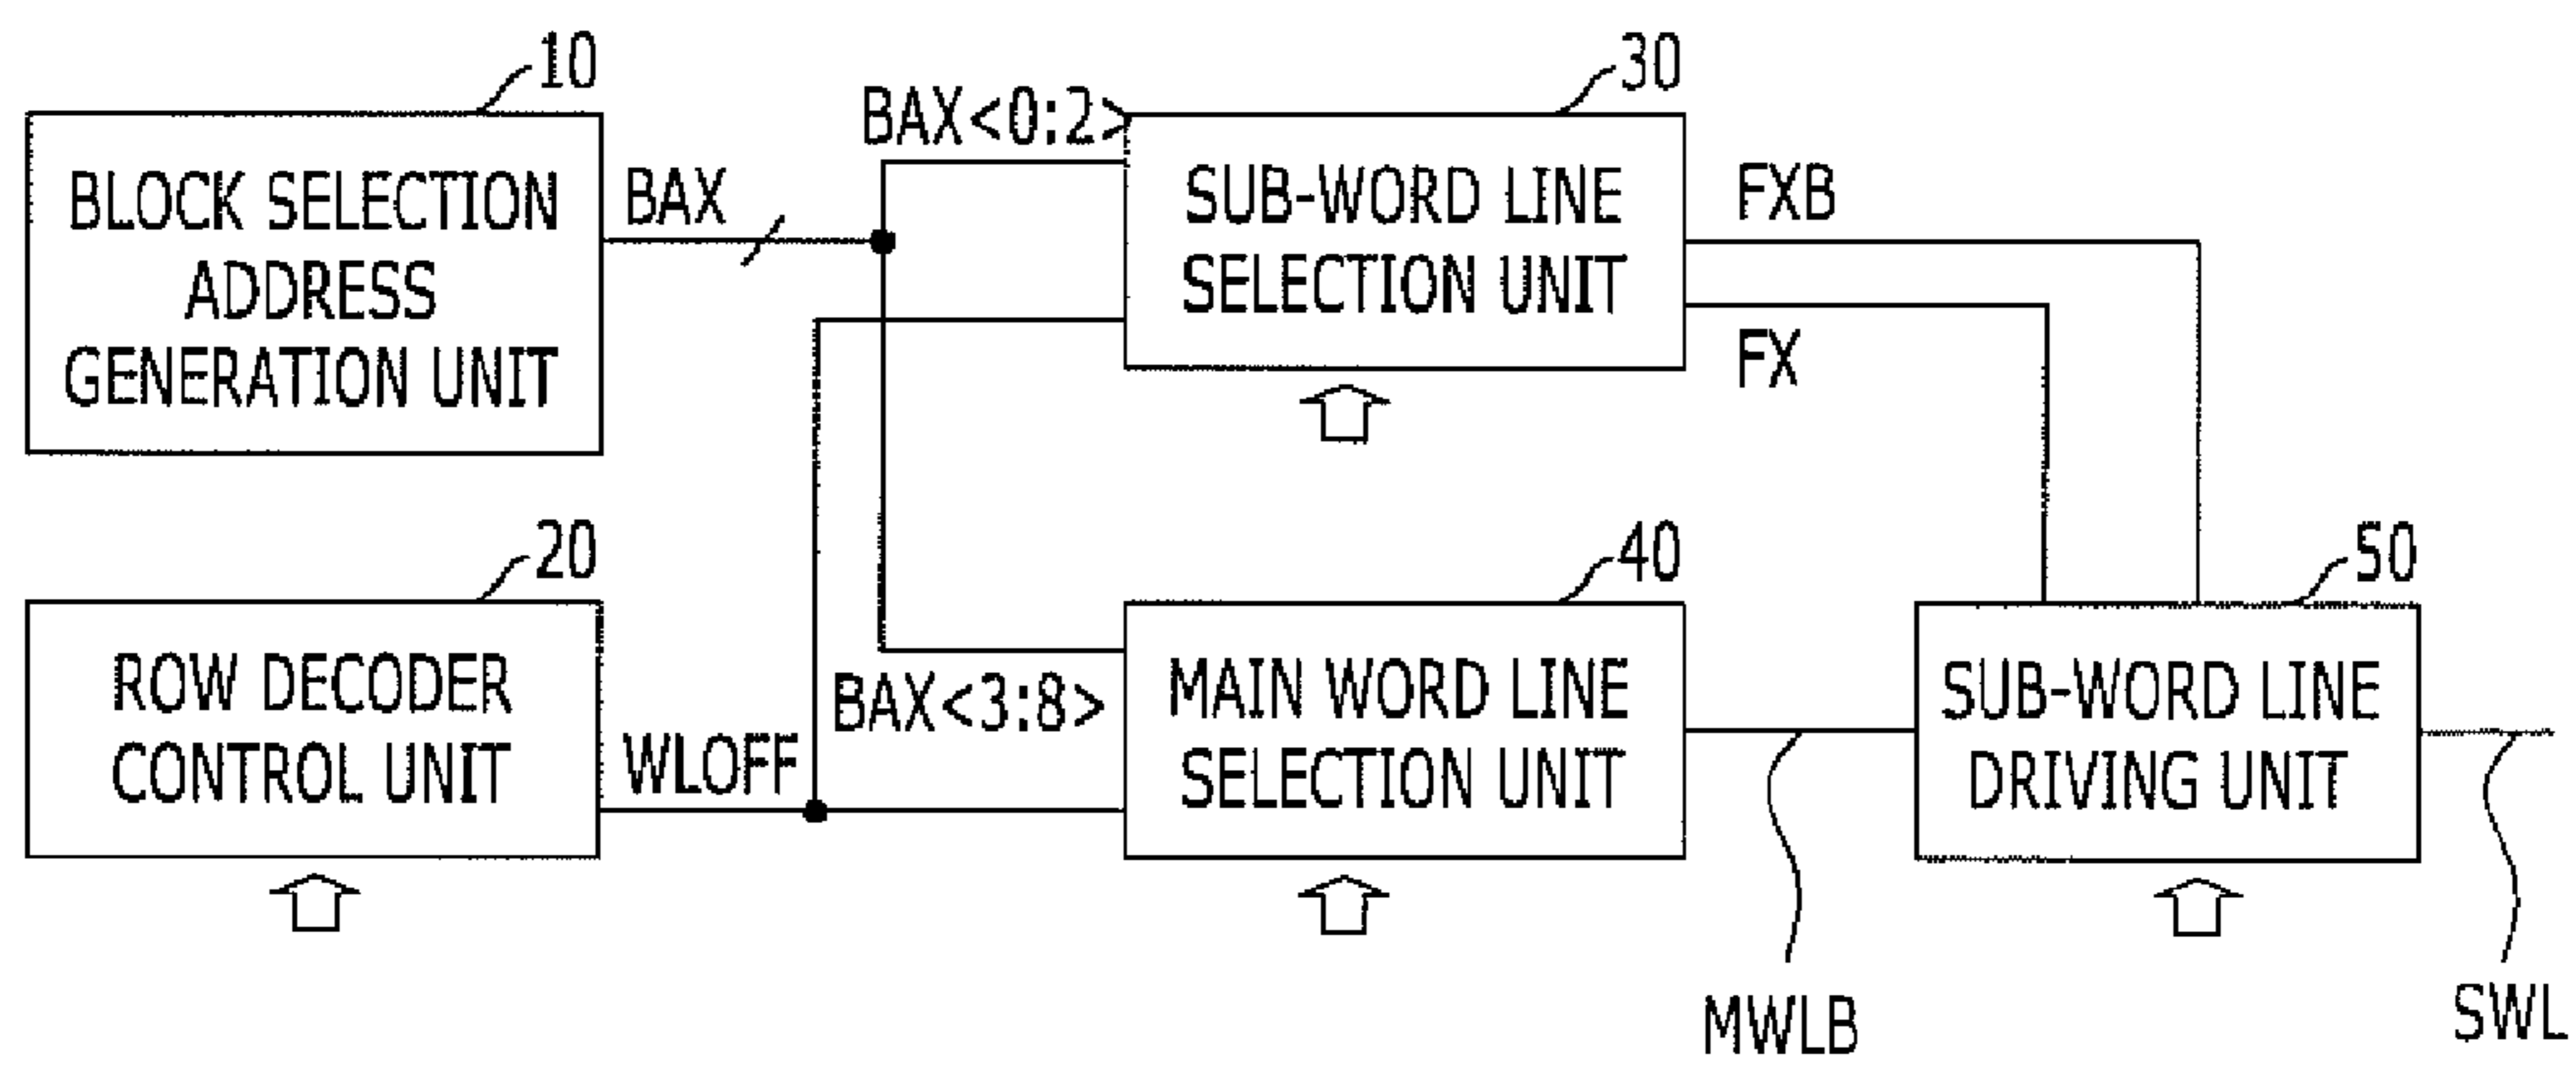 10
BLOCK SELECTION
ADDRESS
GENERATION UNIT
BAX
BAX<0:2>
30
SUB-WORD LINE
SELECTION UNIT
FXB
FX
20
ROW DECODER
CONTROL UNIT
WLOFF
BAX<3:8>
40
MAIN WORD LINE
SELECTION UNIT
50
SUB-WORD LINE
DRIVING UNIT
MWLB
SWL